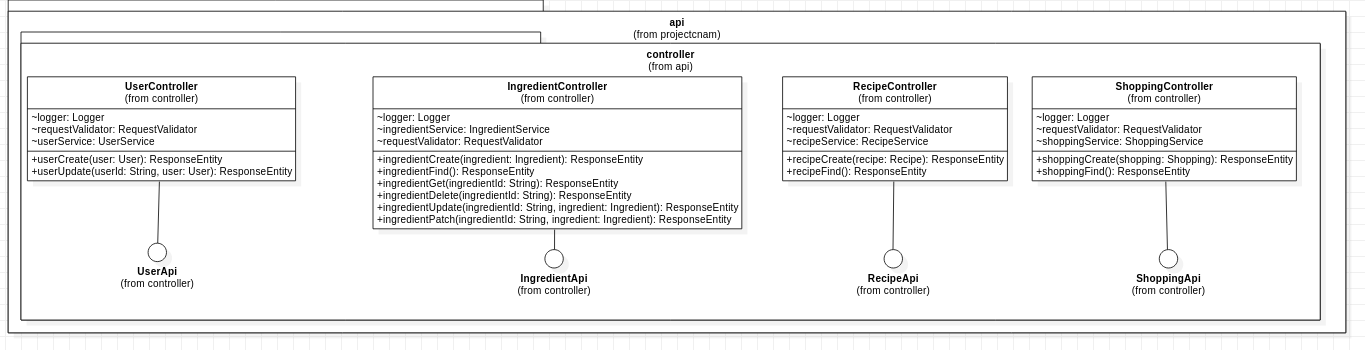 api
(from projectcnam)
controller
(from api)
UserController
(from controller)
~logger: Logger
~requestValidator: RequestValidator
~userService: UserService
+userCreate(user: User): ResponseEntity
+userUpdate(userId: String, user: User): ResponseEntity
UserApi
(from controller)
IngredientController
(from controller)
~logger: Logger
~ingredientService: IngredientService
~requestValidator: RequestValidator
+ingredientCreate(ingredient: Ingredient): ResponseEntity
+ingredientFind(): ResponseEntity
+ingredientGet(ingredientId: String): ResponseEntity
+ingredientDelete(ingredientId: String): ResponseEntity
+ingredientUpdate(ingredientId: String, ingredient: Ingredient): ResponseEntity
+ingredientPatch(ingredientId: String, ingredient: Ingredient): ResponseEntity
IngredientApi
(from controller)
RecipeController
(from controller)
~logger: Logger
~requestValidator: RequestValidator
~recipeService: RecipeService
+recipeCreate(recipe: Recipe): ResponseEntity
+recipeFind(): ResponseEntity
RecipeApi
(from controller)
ShoppingController
(from controller)
~logger: Logger
~requestValidator: RequestValidator
~shoppingService: ShoppingService
+shoppingCreate(shopping: Shopping): ResponseEntity
+shoppingFind(): ResponseEntity
ShoppingApi
(from controller)